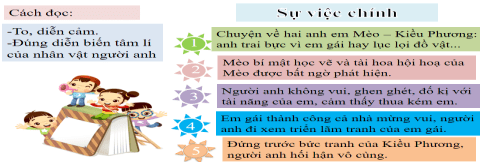 Cách đọc:
-To, diễn cảm.
-Đúng diễn biến tâm lí
của nhân vật người anh
Sự việc chính
1
Chuyện về hai anh em Mèo – Kiều Phương:
anh trai bực vì em gái hay lục lọi đồ vật...
2
Mèo bí mật học vẽ và tài hoa hội hoạ của
Mèo được bất ngờ phát hiện.
3
Người anh không vui, ghen ghét, đố kị với
tài năng của em, cảm thấy thua kém em.
4
Em gái thành công cả nhà mừng vui, người
anh đi xem triển lãm tranh của em gái.
5
Đứng trước bức tranh của Kiều Phương,
người anh hối hận vô cùng.